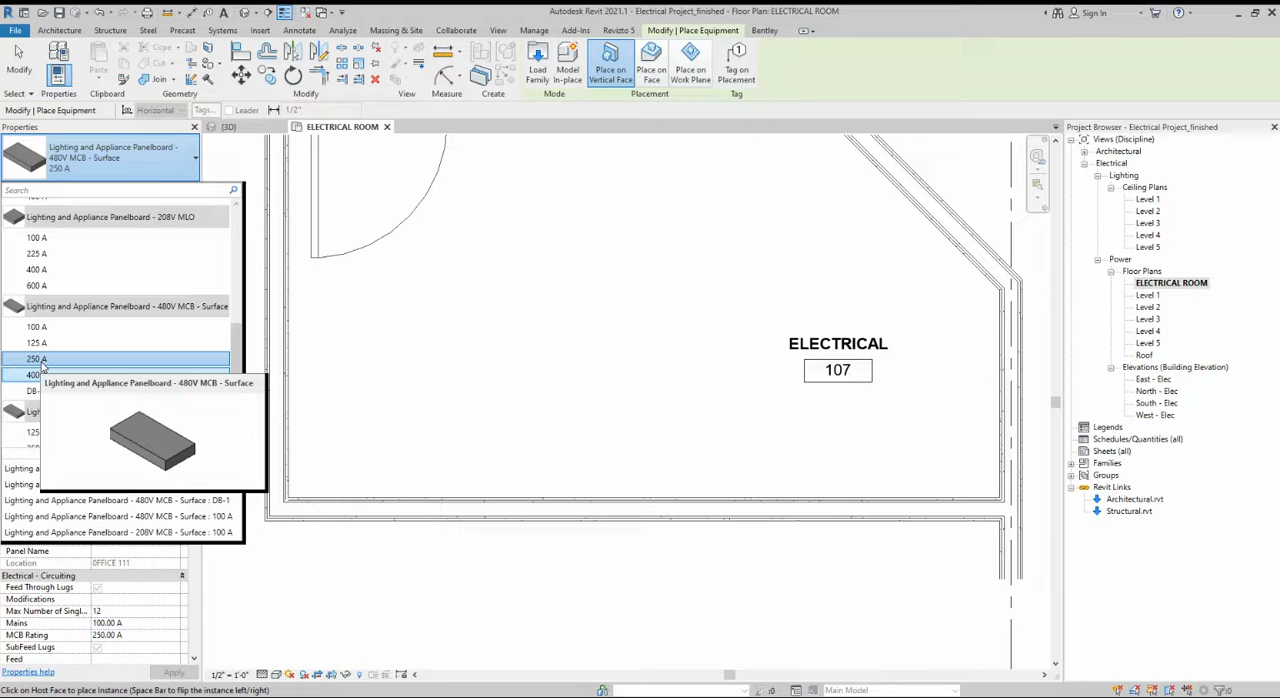 Autodesk Revit 2021.1 - Electrical Project_finished - Floor Plan: ELECTRICAL ROOM
Sign In
File Architecture Structure Steel Precast Systems Insert Annotate Analyze Massing & Site Collaborate View Manage Add-Ins Revizto 5 Modify | Place Equipment Bentley
Modify
Paste
Cope
Cut
Join
Load Family
Model In-place
Place on Vertical Face
Place on Face
Place on Work Plane
Tag on Placement
Select Properties Clipboard Geometry Modify View Measure Create Mode Placement Tag
Modify | Place Equipment Horizontal Tags... Leader 1/2"
Properties
Lighting and Appliance Panelboard -
480V MCB - Surface
250 A
Search
Lighting and Appliance Panelboard - 208V MLO
100 A
225 A
400 A
600 A
Lighting and Appliance Panelboard - 480V MCB - Surface
100 A
125 A
250 A
400
DB-
Lighting and Appliance Panelboard - 480V MCB - Surface
125
Lighting a
Lighting a
Lighting and Appliance Panelboard - 480V MCB - Surface : DB-1
Lighting and Appliance Panelboard - 480V MCB - Surface : 100 A
Lighting and Appliance Panelboard - 208V MCB - Surface : 100 A
Panel Name
Location OFFICE 111
Electrical - Circuiting
Feed Through Lugs
Modifications
Max Number of Singl... 12
Mains 100.00 A
MCB Rating 250.00 A
SubFeed Lugs
Feed
Properties help Apply
{3D}
ELECTRICAL ROOM
ELECTRICAL
107
Project Browser - Electrical Project_finished
Views (Discipline)
Architectural
Electrical
Lighting
Ceiling Plans
Level 1
Level 2
Level 3
Level 4
Level 5
Power
Floor Plans
ELECTRICAL ROOM
Level 1
Level 2
Level 3
Level 4
Level 5
Roof
Elevations (Building Elevation)
East - Elec
North - Elec
South - Elec
West - Elec
Legends
Schedules/Quantities (all)
Sheets (all)
Families
Groups
Revit Links
Architectural.rvt
Structural.rvt
1/2" = 1'-0"
Click on Host Face to place Instance (Space Bar to flip the instance left/right)
:0
Main Model
:0